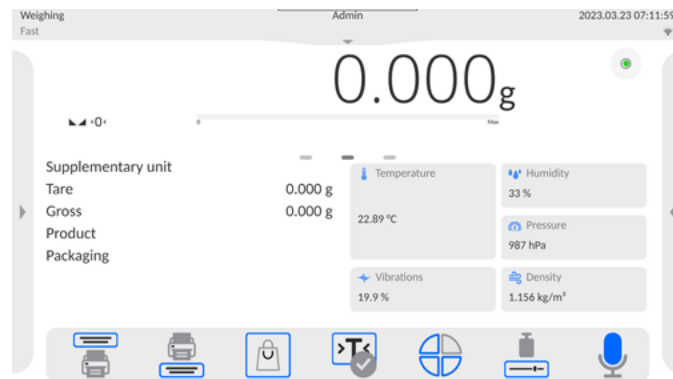 Weighing Admin 2023.03.23 07:11:59
Fast
0.000g
›0‹
0 Max
Supplementary unit
Tare 0.000 g
Gross 0.000 g
Product
Packaging
Temperature
22.89 °C
Humidity
33 %
Pressure
987 hPa
Vibrations
19.9 %
Density
1.156 kg/m³
›T‹